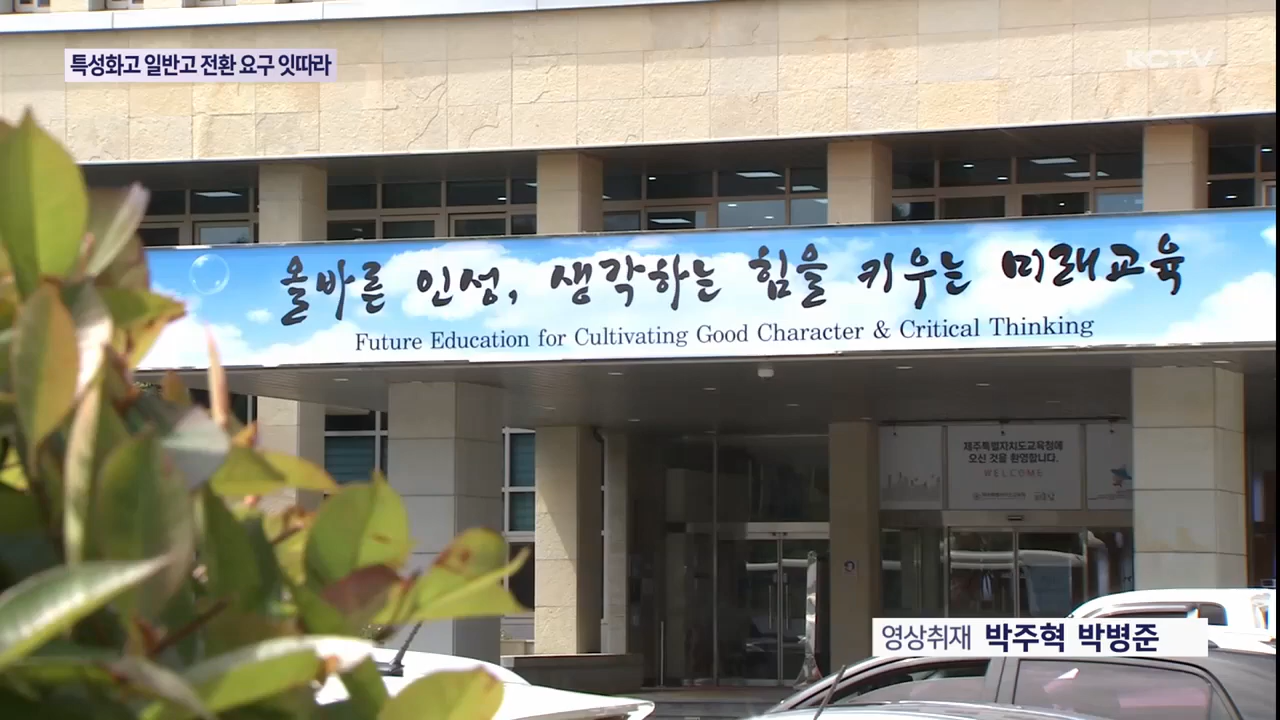 특성화고 일반고 전환 요구 잇따라
KCTV
올바른 인성, 생각하는 힘을 키우는 미래교육
Future Education for Cultivating Good Character & Critical Thinking
제주특별자치도교육청에
오신 것을 환영합니다.
WELCOME
영상취재 박주혁 박병준